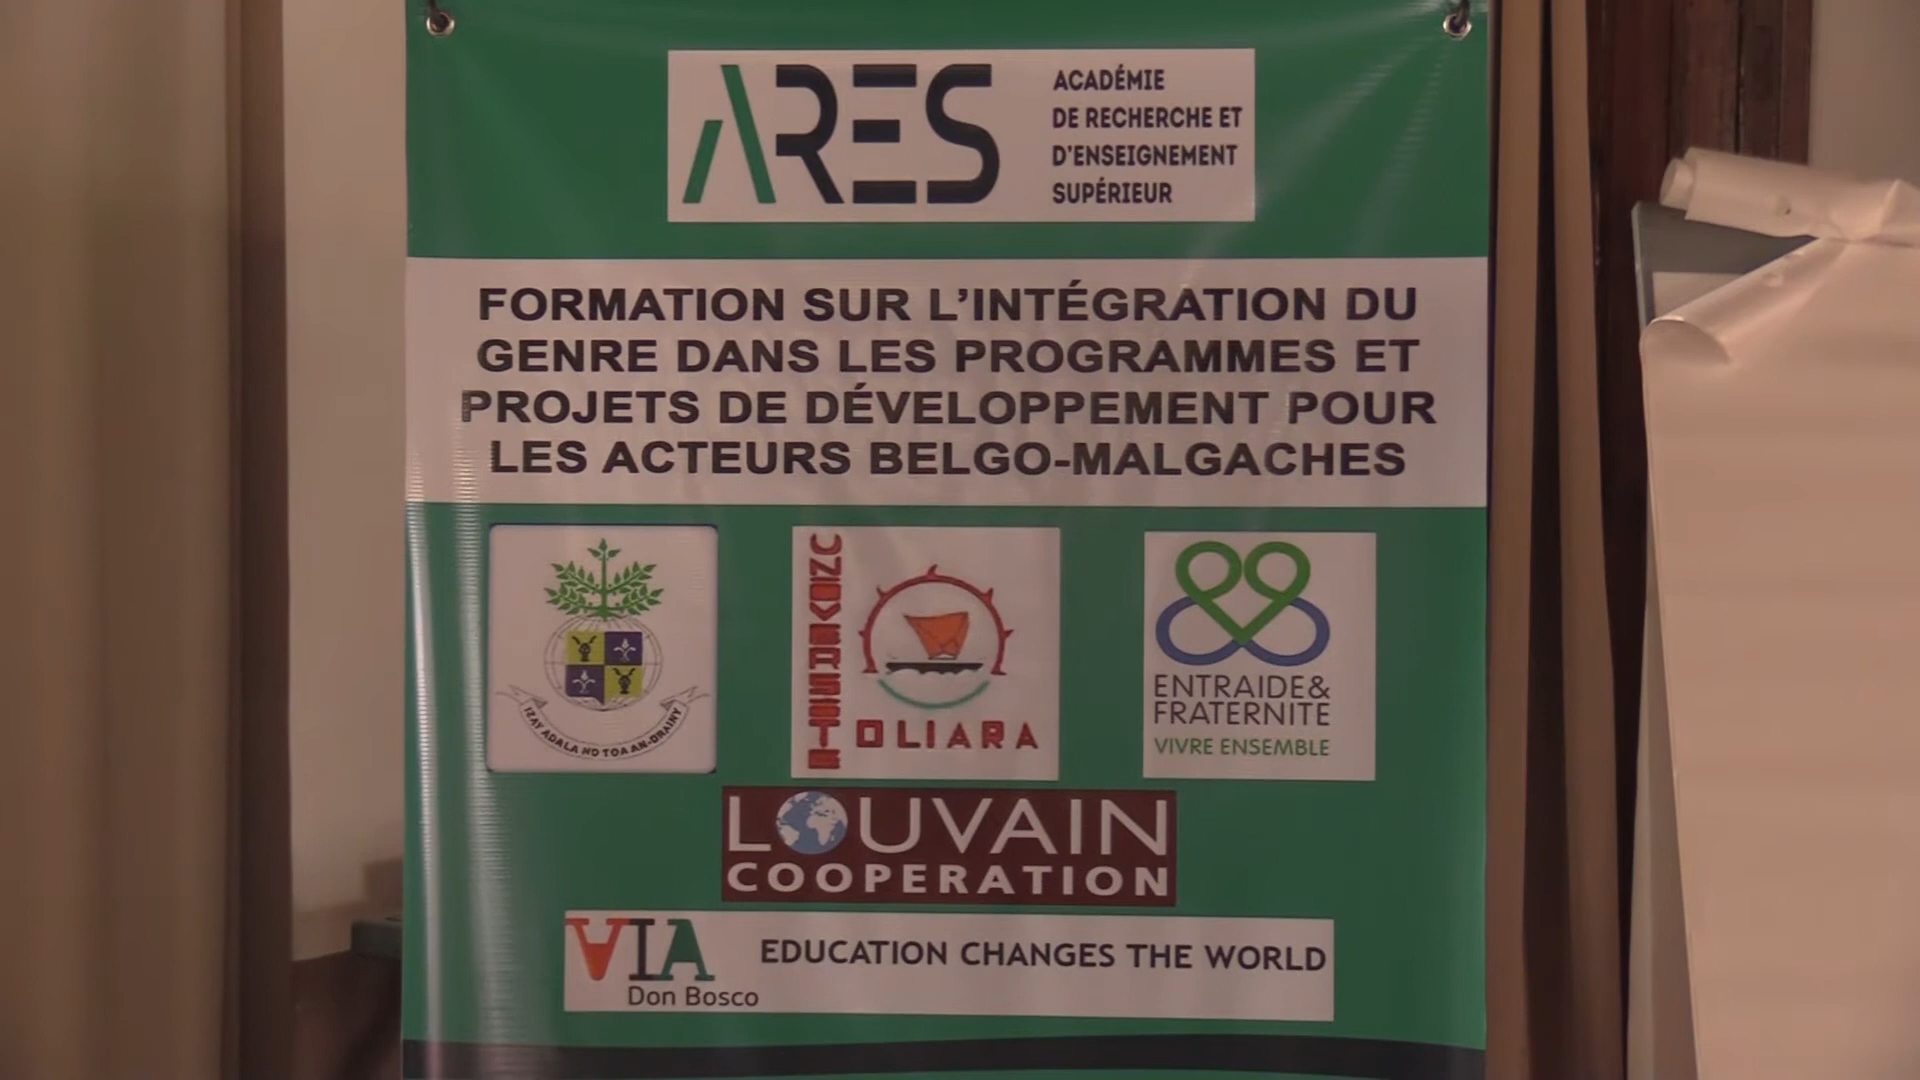 ARES
ACADÉMIE
DE RECHERCHE ET
D'ENSEIGNEMENT
SUPÉRIEUR
FORMATION SUR L'INTÉGRATION DU
GENRE DANS LES PROGRAMMES ET
PROJETS DE DÉVELOPPEMENT POUR
LES ACTEURS BELGO-MALGACHES
IZAY ADALA NO TOA AN-DRAINY
UNIVERSITE
OLIARA
ENTRAIDE&
FRATERNITE
VIVRE ENSEMBLE
LOUVAIN
COOPERATION
VIA
Don Bosco
EDUCATION CHANGES THE WORLD